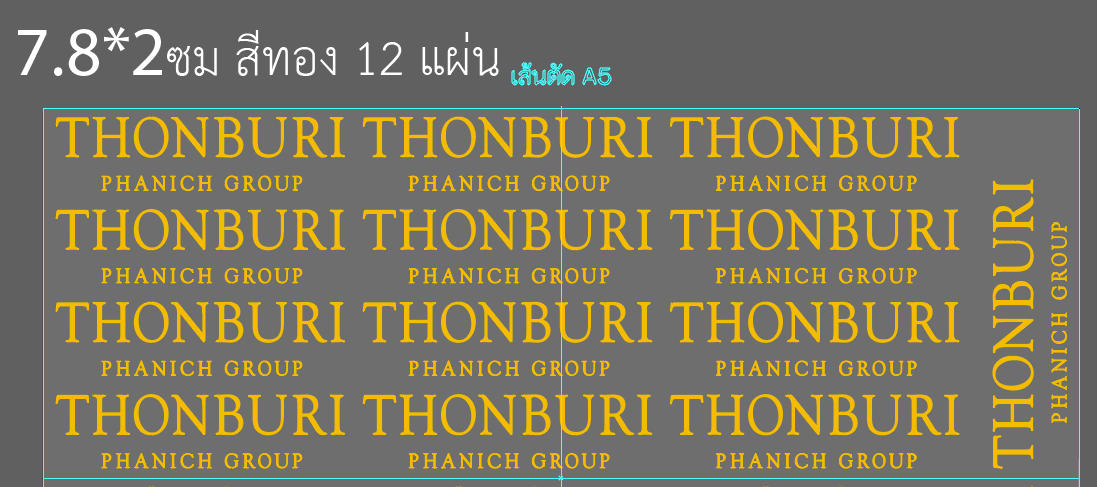 7.8*2ซม สีทอง 12 แผ่น
เส้นตัด A5
THONBURI THONBURI THONBURI
PHANICH GROUP PHANICH GROUP PHANICH GROUP
THONBURI THONBURI THONBURI
PHANICH GROUP PHANICH GROUP PHANICH GROUP
THONBURI THONBURI THONBURI
PHANICH GROUP PHANICH GROUP PHANICH GROUP
THONBURI THONBURI THONBURI
PHANICH GROUP PHANICH GROUP PHANICH GROUP
THONBURI
PHANICH GROUP